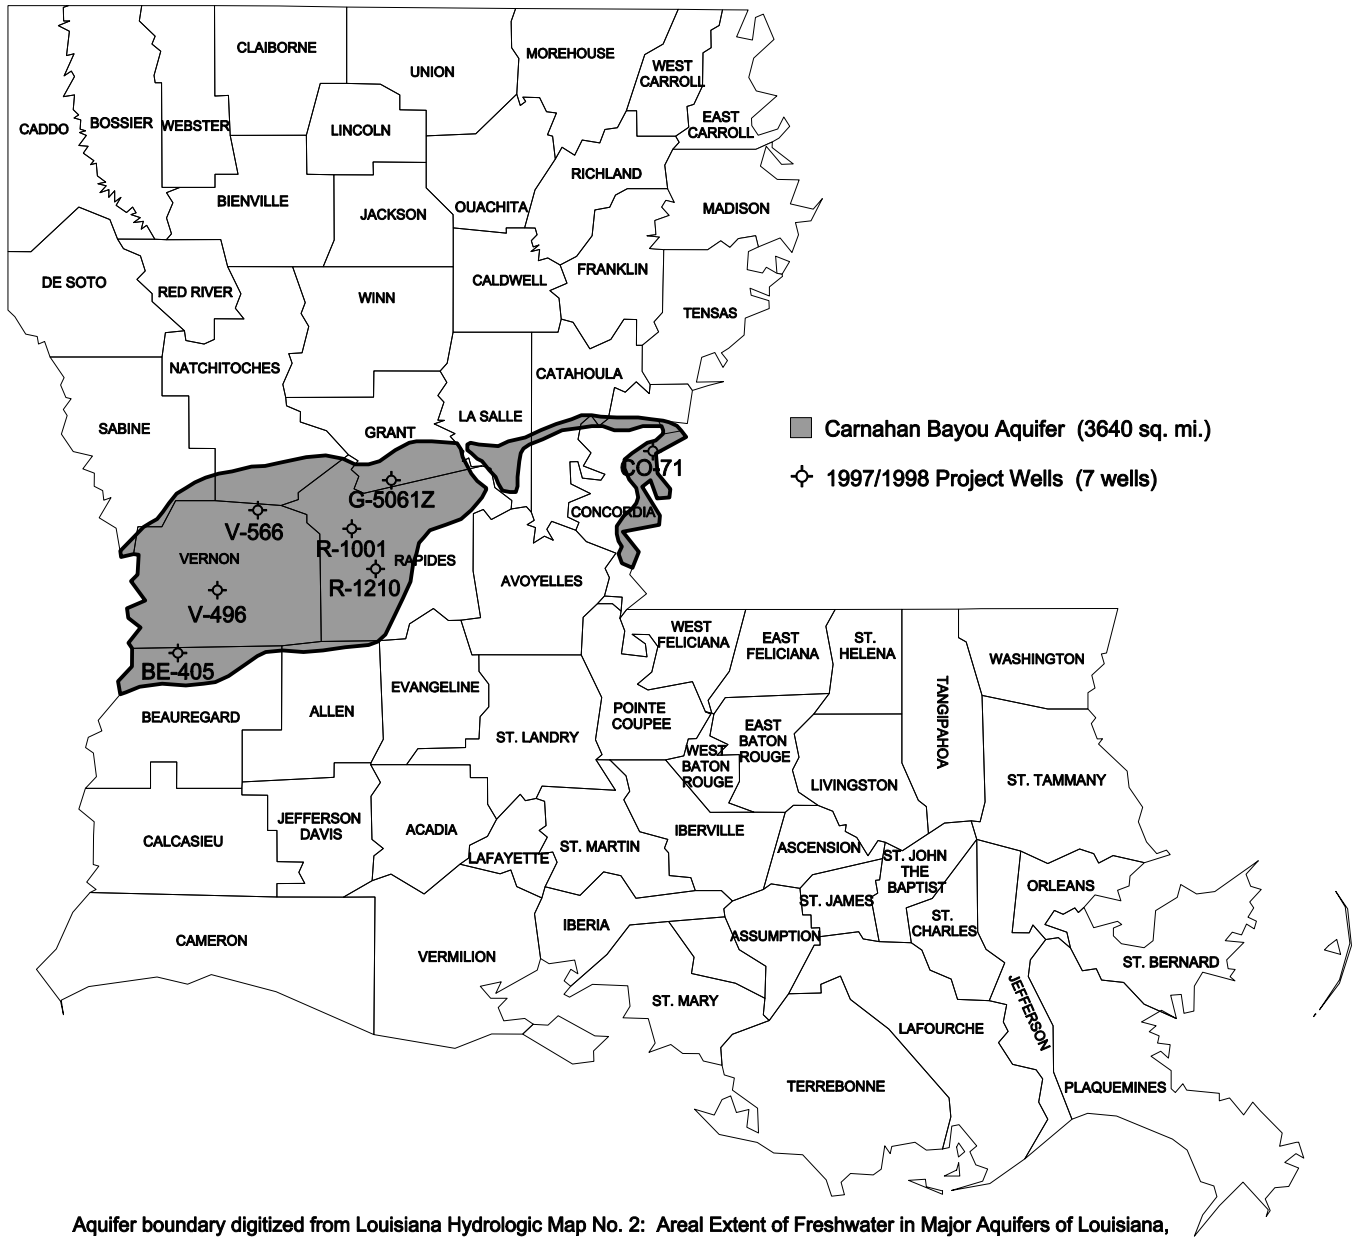 CLAIBORNE
UNION
MOREHOUSE
WEST
CARROLL
CADDO
BOSSIER
WEBSTER
LINCOLN
EAST
CARROLL
RICHLAND
BIENVILLE
JACKSON
OUACHITA
MADISON
DE SOTO
RED RIVER
WINN
CALDWELL
FRANKLIN
TENSAS
NATCHITOCHES
CATAHOULA
SABINE
GRANT
LA SALLE
Carnahan Bayou Aquifer (3640 sq. mi.)
1997/1998 Project Wells (7 wells)
CO-71
G-5061Z
CONCORDIA
V-566
R-1001
VERNON
RAPIDES
R-1210
AVOYELLES
V-496
BE-405
WEST
FELICIANA
EAST
FELICIANA
ST.
HELENA
WASHINGTON
TANGIPAHOA
BEAUREGARD
ALLEN
EVANGELINE
POINTE
COUPEE
ST. LANDRY
EAST
BATON
ROUGE
WEST
BATON
ROUGE
LIVINGSTON
ST. TAMMANY
CALCASIEU
JEFFERSON
DAVIS
ACADIA
LAFAYETTE
ST. MARTIN
IBERVILLE
ASCENSION
ST. JOHN
THE
BAPTIST
ST. JAMES
ORLEANS
CAMERON
VERMILION
IBERIA
ASSUMPTION
ST.
CHARLES
ST. BERNARD
ST. MARY
JEFFERSON
LAFOURCHE
TERREBONNE
PLAQUEMINES
Aquifer boundary digitized from Louisiana Hydrologic Map No. 2: Areal Extent of Freshwater in Major Aquifers of Louisiana,